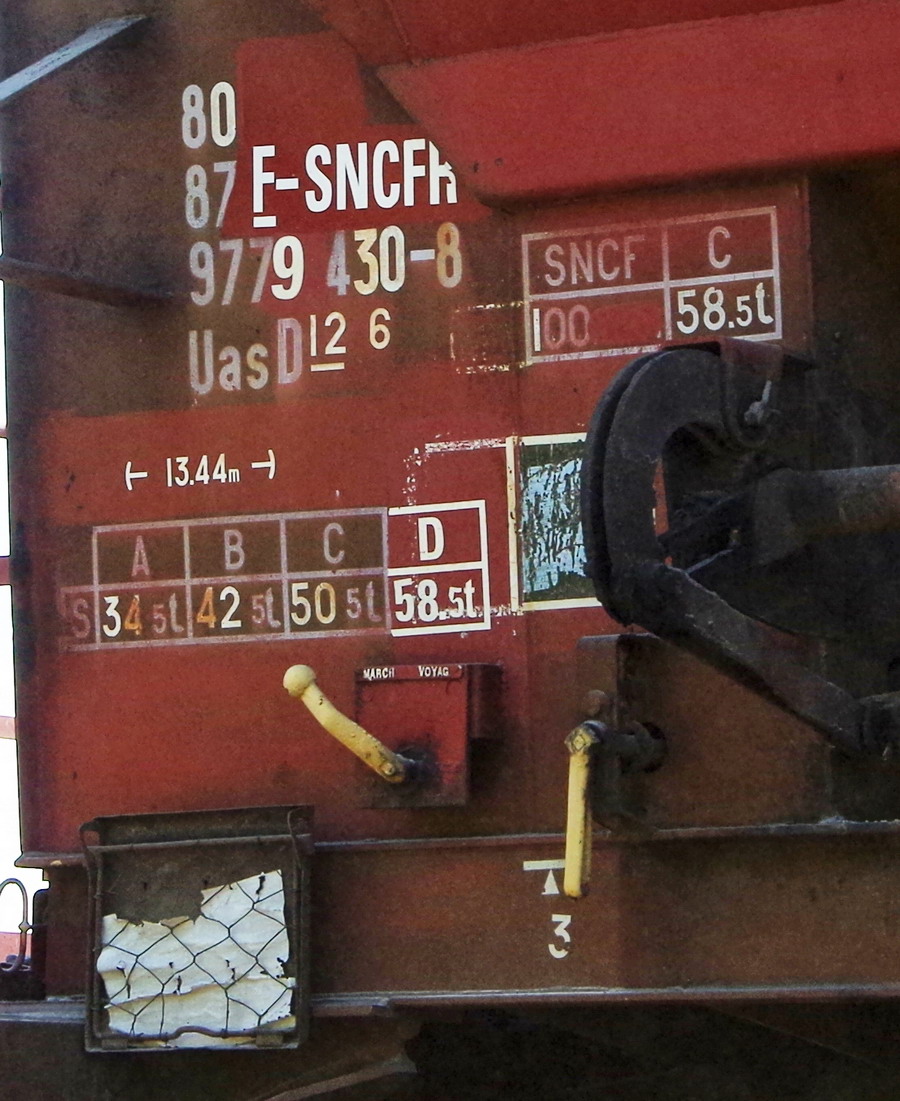 80
87 F-SNCFR
9779 430-8
Uas D 12 6
SNCF C
100 58.5t
← 13.44m →
A B C D
S 34 5t 42 5t 50 5t 58.5t
MARCH VOYAG
3